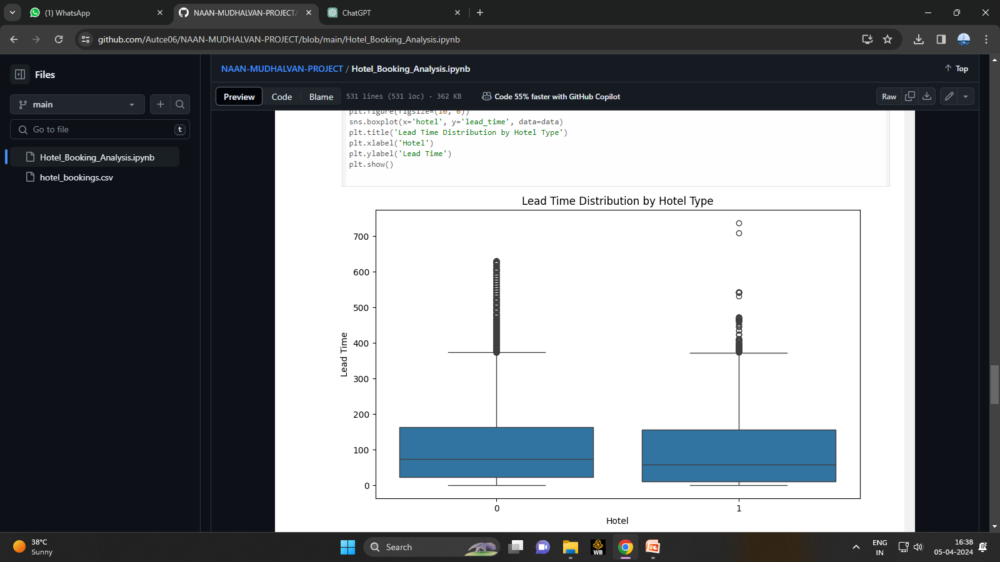 (1) WhatsApp
NAAN-MUDHALVAN-PROJECT/
ChatGPT
github.com/Autce06/NAAN-MUDHALVAN-PROJECT/blob/main/Hotel_Booking_Analysis.ipynb
Files
main
Go to file
t
Hotel_Booking_Analysis.ipynb
hotel_bookings.csv
NAAN-MUDHALVAN-PROJECT / Hotel_Booking_Analysis.ipynb
Top
Preview
Code
Blame
531 lines (531 loc) · 362 KB
Code 55% faster with GitHub Copilot
Raw
plt.figure(figsize=(10, 6))
sns.boxplot(x='hotel', y='lead_time', data=data)
plt.title('Lead Time Distribution by Hotel Type')
plt.xlabel('Hotel')
plt.ylabel('Lead Time')
plt.show()
Lead Time Distribution by Hotel Type
Lead Time
700
600
500
400
300
200
100
0
0
1
Hotel
38°C
Sunny
Search
WB
ENG
IN
16:38
05-04-2024